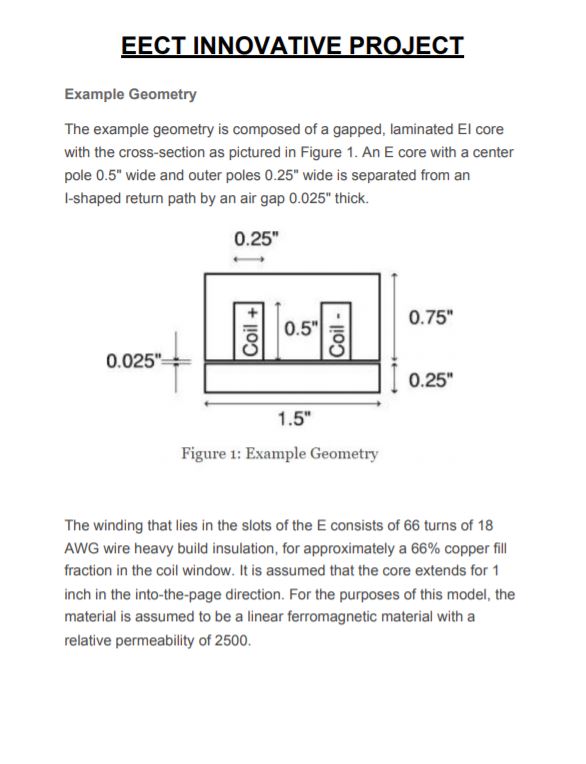 EECT INNOVATIVE PROJECT
Example Geometry
The example geometry is composed of a gapped, laminated EI core
with the cross-section as pictured in Figure 1. An E core with a center
pole 0.5" wide and outer poles 0.25" wide is separated from an
I-shaped return path by an air gap 0.025" thick.
0.25"
Coil +
0.5"
Coil -
0.75"
0.025"
0.25"
1.5"
Figure 1: Example Geometry
The winding that lies in the slots of the E consists of 66 turns of 18
AWG wire heavy build insulation, for approximately a 66% copper fill
fraction in the coil window. It is assumed that the core extends for 1
inch in the into-the-page direction. For the purposes of this model, the
material is assumed to be a linear ferromagnetic material with a
relative permeability of 2500.